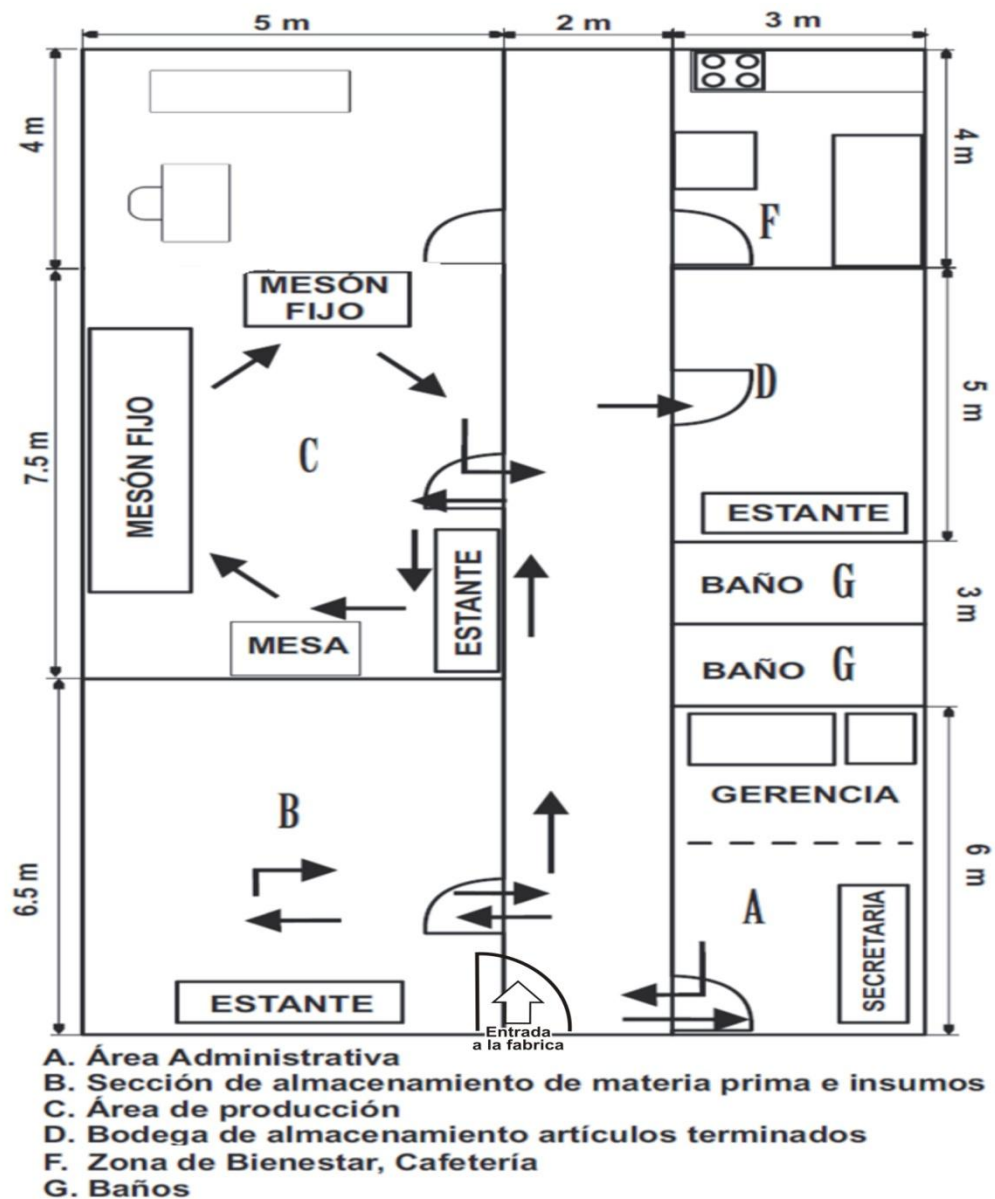 5 m
2 m
3 m
4 m
4 m
F
MESÓN
FIJO
7.5 m
MESÓN FIJO
C
D
5 m
ESTANTE
ESTANTE
BAÑO G
3 m
MESA
BAÑO G
GERENCIA
B
6.5 m
A
6 m
SECRETARIA
ESTANTE
Entrada
a la fabrica
A. Área Administrativa
B. Sección de almacenamiento de materia prima e insumos
C. Área de producción
D. Bodega de almacenamiento artículos terminados
F. Zona de Bienestar, Cafetería
G. Baños